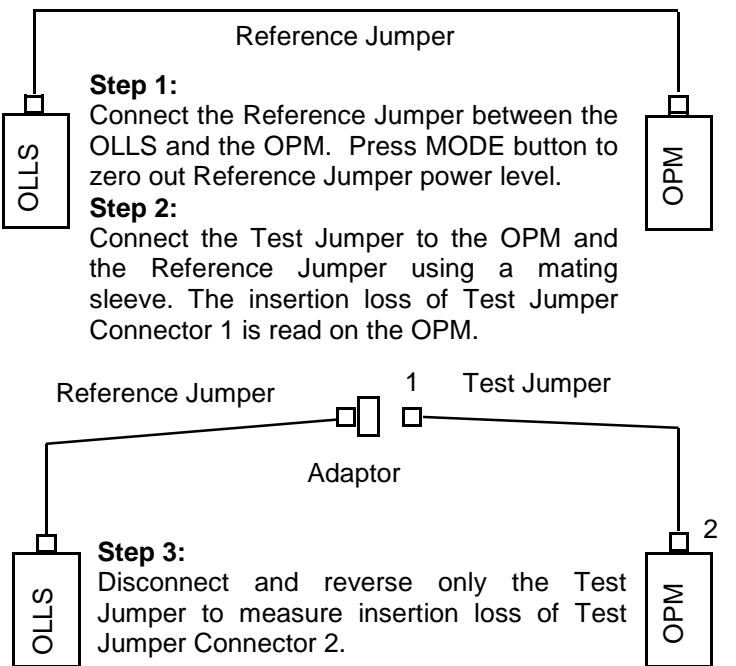 Reference Jumper
Step 1:
Connect the Reference Jumper between the
OLLS and the OPM. Press MODE button to
zero out Reference Jumper power level.
OLLS
OPM
Step 2:
Connect the Test Jumper to the OPM and
the Reference Jumper using a mating
sleeve. The insertion loss of Test Jumper
Connector 1 is read on the OPM.
Reference Jumper
1
Test Jumper
Adaptor
2
Step 3:
Disconnect and reverse only the Test
Jumper to measure insertion loss of Test
Jumper Connector 2.
OLLS
OPM